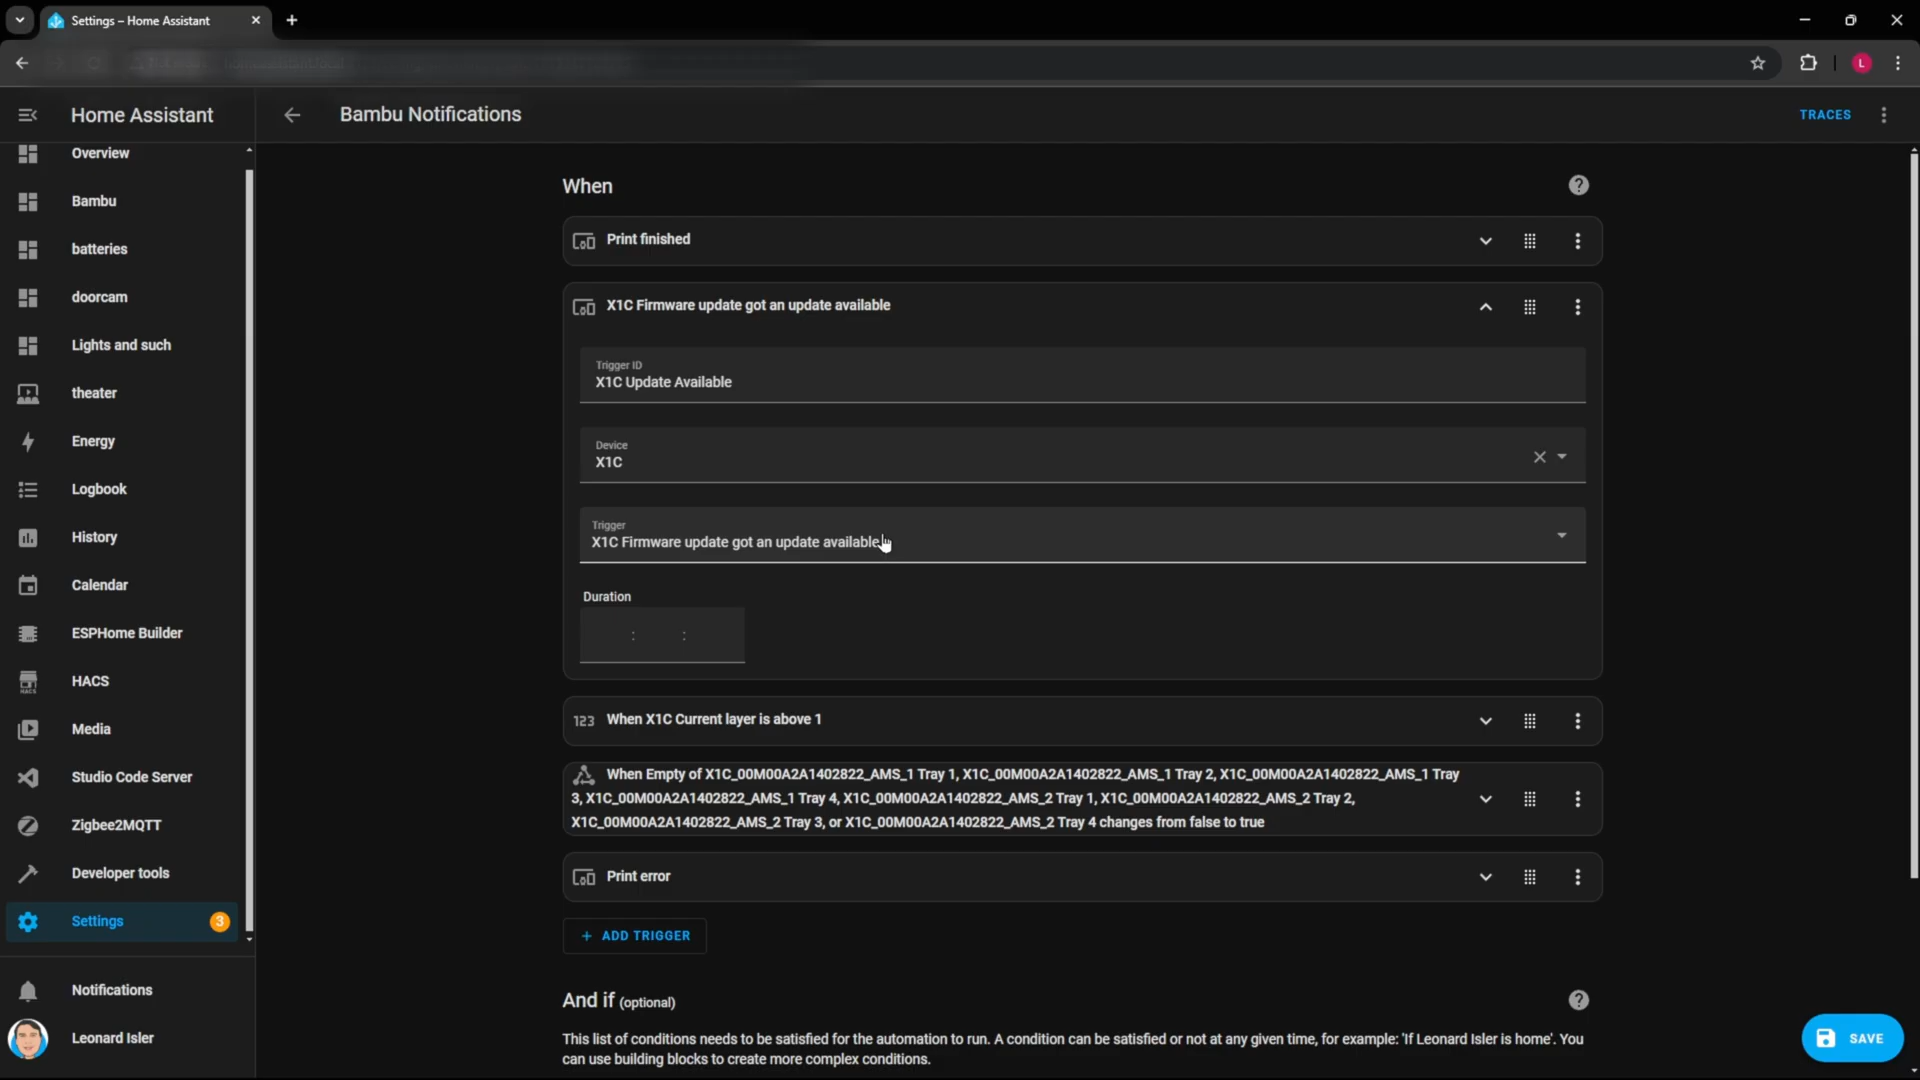 Settings – Home Assistant
L
Home Assistant
Bambu Notifications
TRACES
Overview
Bambu
batteries
doorcam
Lights and such
theater
Energy
Logbook
History
Calendar
ESPHome Builder
HACS
HACS
Media
Studio Code Server
Zigbee2MQTT
Developer tools
Settings
3
Notifications
Leonard Isler
When
?
Print finished
X1C Firmware update got an update available
Trigger ID
X1C Update Available
Device
X1C
Trigger
X1C Firmware update got an update available
Duration
: :
123 When X1C Current layer is above 1
When Empty of X1C_00M00A2A1402822_AMS_1 Tray 1, X1C_00M00A2A1402822_AMS_1 Tray 2, X1C_00M00A2A1402822_AMS_1 Tray
3, X1C_00M00A2A1402822_AMS_1 Tray 4, X1C_00M00A2A1402822_AMS_2 Tray 1, X1C_00M00A2A1402822_AMS_2 Tray 2,
X1C_00M00A2A1402822_AMS_2 Tray 3, or X1C_00M00A2A1402822_AMS_2 Tray 4 changes from false to true
Print error
+ ADD TRIGGER
And if (optional)
?
This list of conditions needs to be satisfied for the automation to run. A condition can be satisfied or not at any given time, for example: 'If Leonard Isler is home'. You
can use building blocks to create more complex conditions.
SAVE